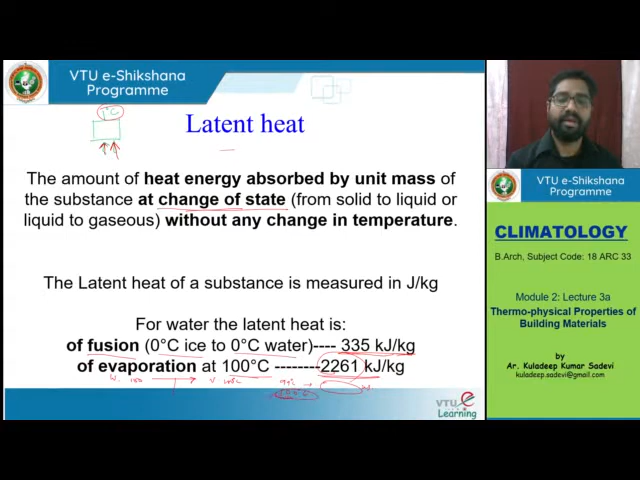 VTU e-Shikshana
Programme
1°C
Latent heat
The amount of heat energy absorbed by unit mass of
the substance at change of state (from solid to liquid or
liquid to gaseous) without any change in temperature.
The Latent heat of a substance is measured in J/kg
For water the latent heat is:
of fusion (0°C ice to 0°C water)---- 335 kJ/kg
of evaporation at 100°C --------2261 kJ/kg
VTU e
Learning
VTU e-Shikshana
Programme
CLIMATOLOGY
B.Arch, Subject Code: 18 ARC 33
Module 2: Lecture 3a
Thermo-physical Properties of
Building Materials
by
Ar. Kuladeep Kumar Sadevi
kuladeep.sadevi@gmail.com